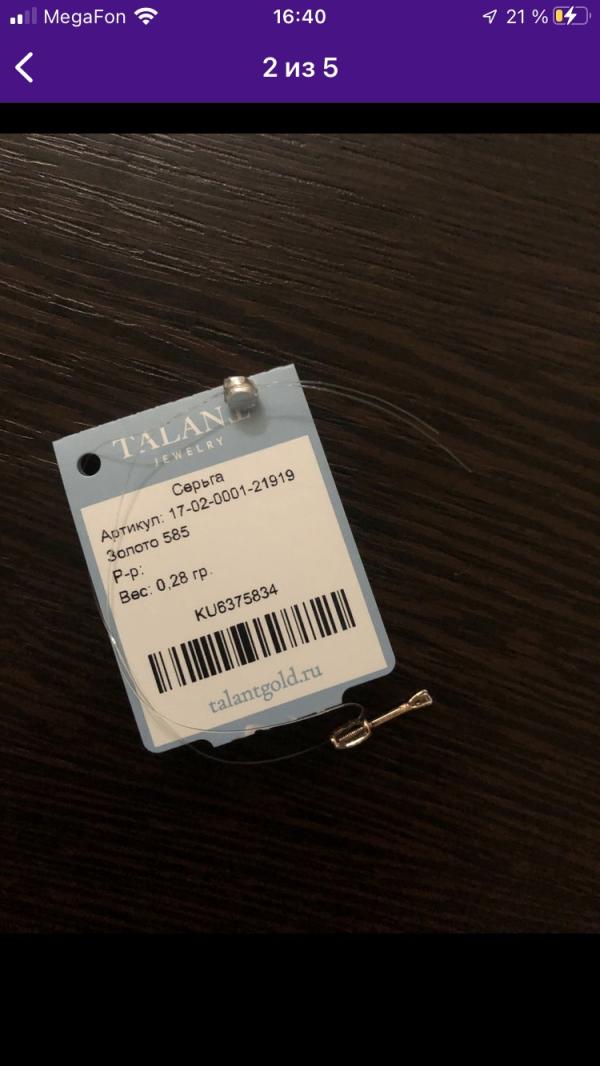 MegaFon
16:40
21 %
2 из 5
JEWELRY
Серьга
Артикул: 17-02-0001-21919
Золото 585
Р-р:
Вес: 0,28 гр.
KU6375834
talantgold.ru